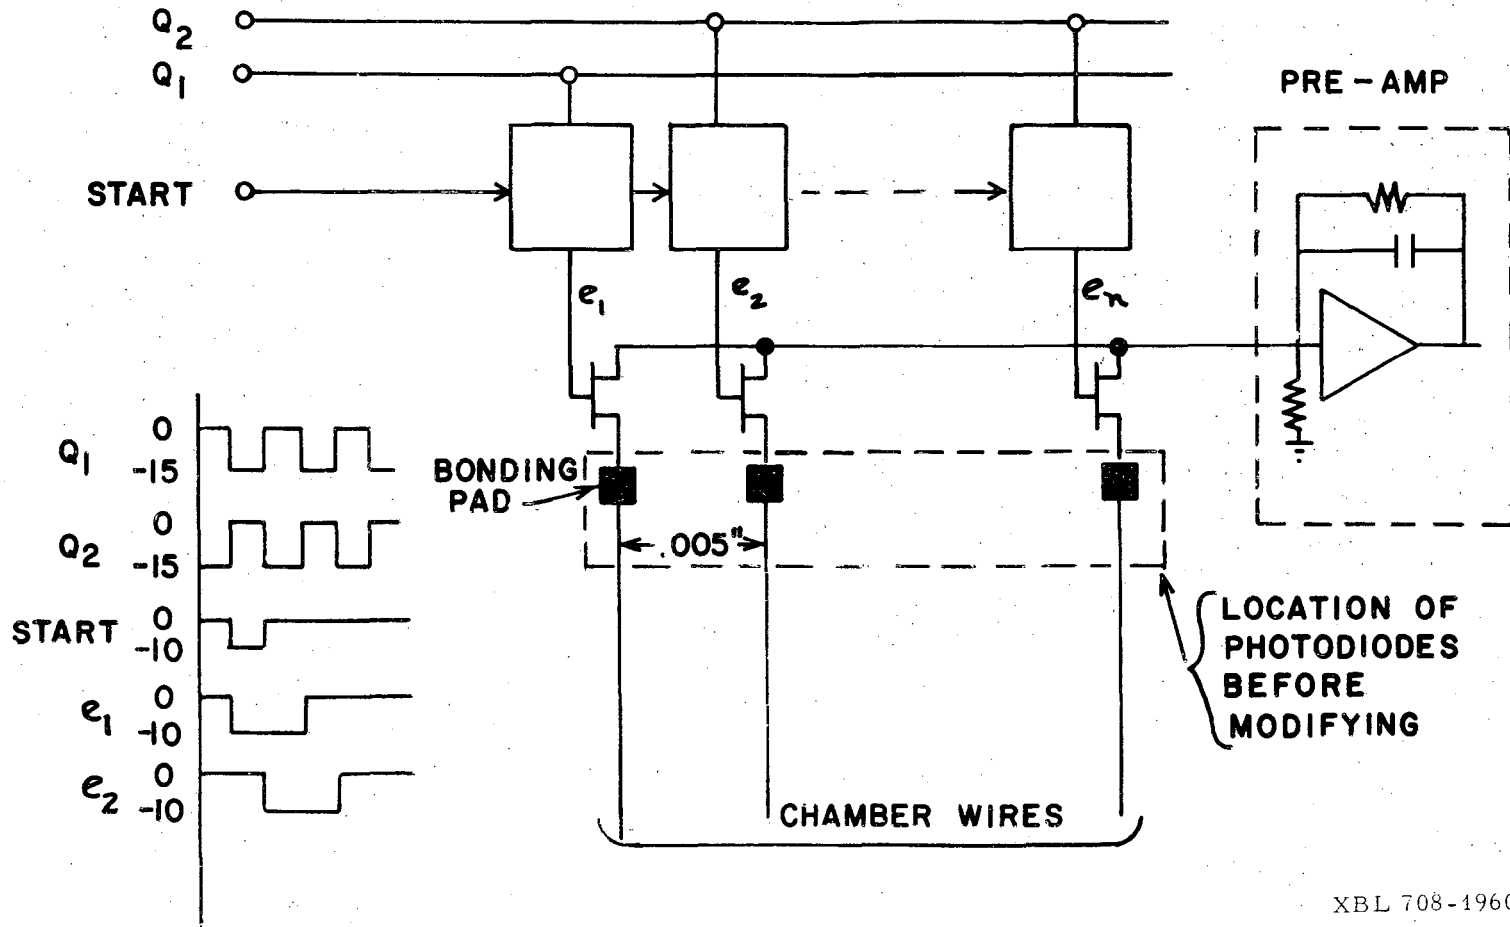 Q2
Q1
PRE-AMP
START
e1
e2
en
Q1
0
-15
BONDING
PAD
.005"
Q2
0
-15
START
0
-10
LOCATION OF
PHOTODIODES
BEFORE
MODIFYING
e1
0
-10
e2
0
-10
CHAMBER WIRES
XBL 708-1960